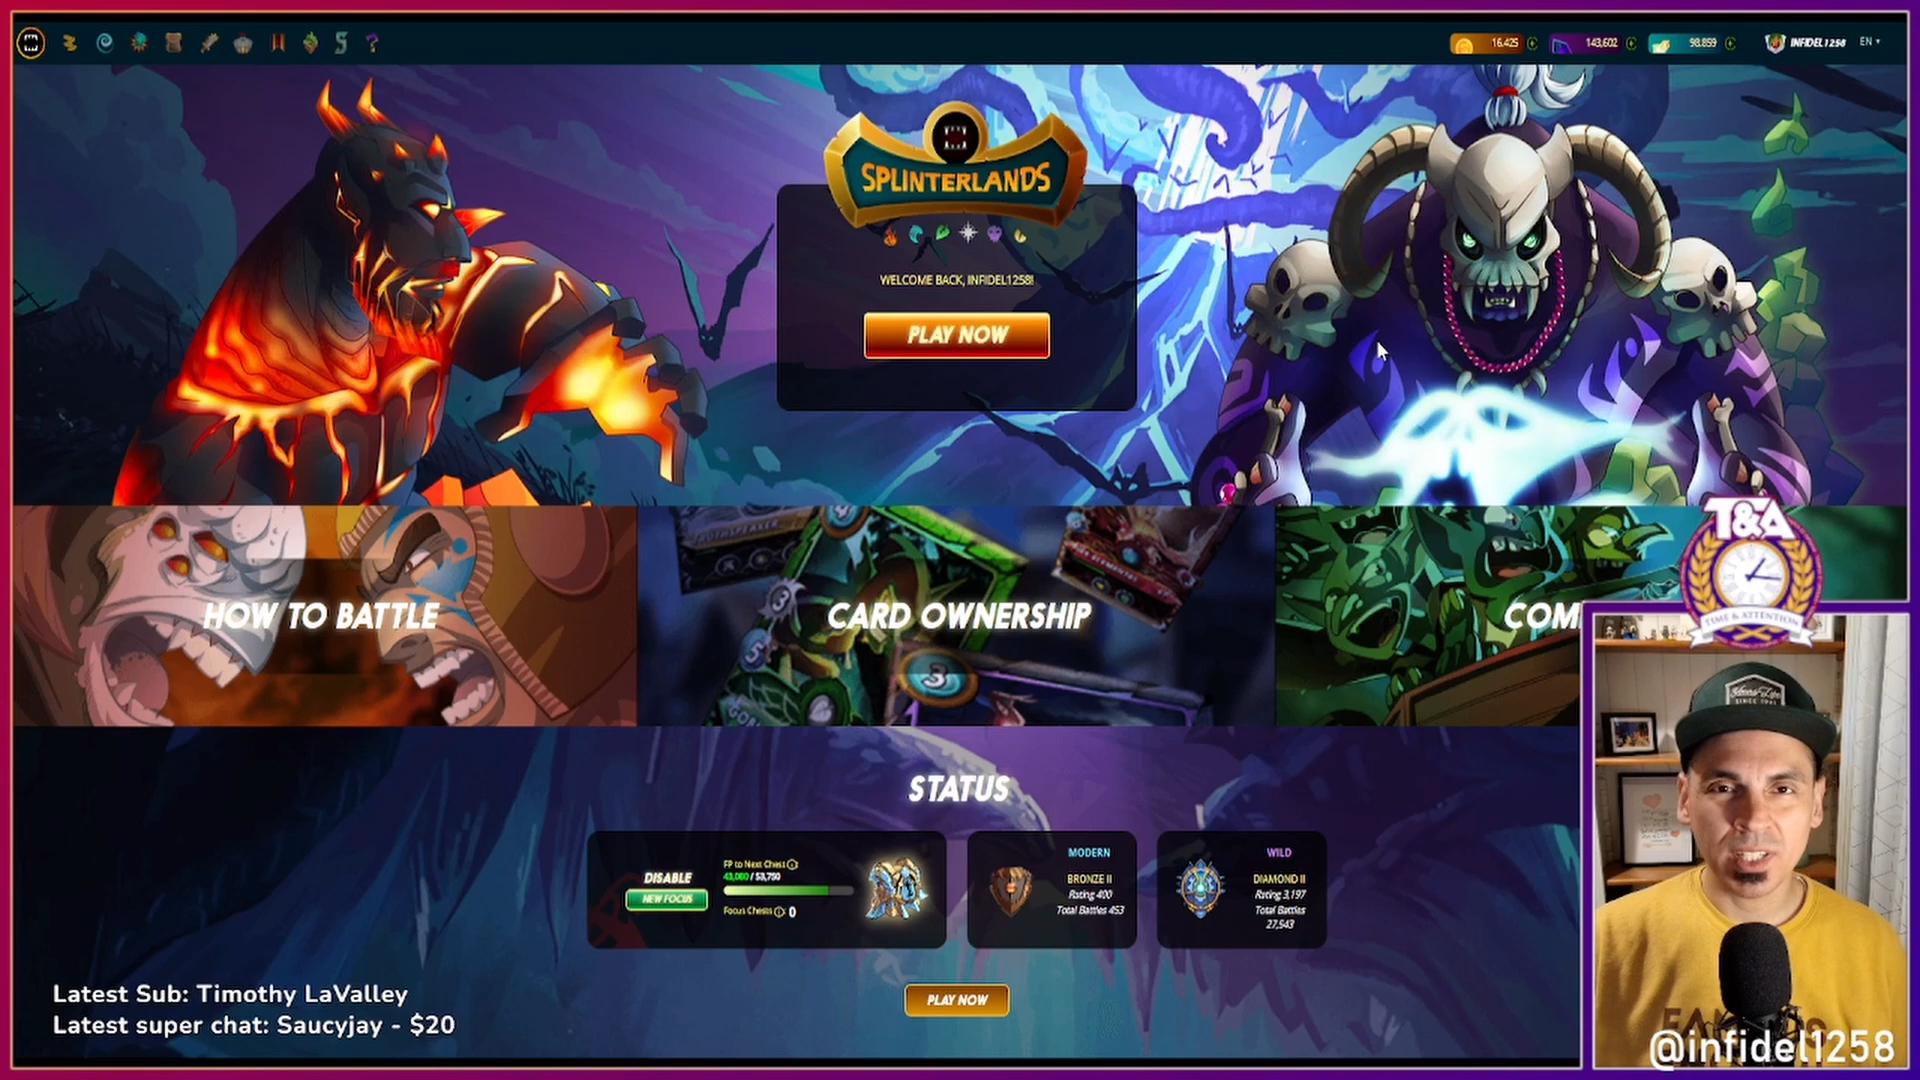 16.425
143,602
98.859
INFIDEL1258
EN
SPLINTERLANDS
WELCOME BACK, INFIDEL1258!
PLAY NOW
HOW TO BATTLE
CARD OWNERSHIP
COM
T&A
TIME & ATTENTION
STATUS
DISABLE
NEW FOCUS
FP to Next Chest
43,080 / 53,750
Focus Chests: 0
MODERN
BRONZE II
Rating 400
Total Battles 453
WILD
DIAMOND II
Rating 3,197
Total Battles
27,543
PLAY NOW
Latest Sub: Timothy LaValley
Latest super chat: Saucyjay - $20
@infidel1258